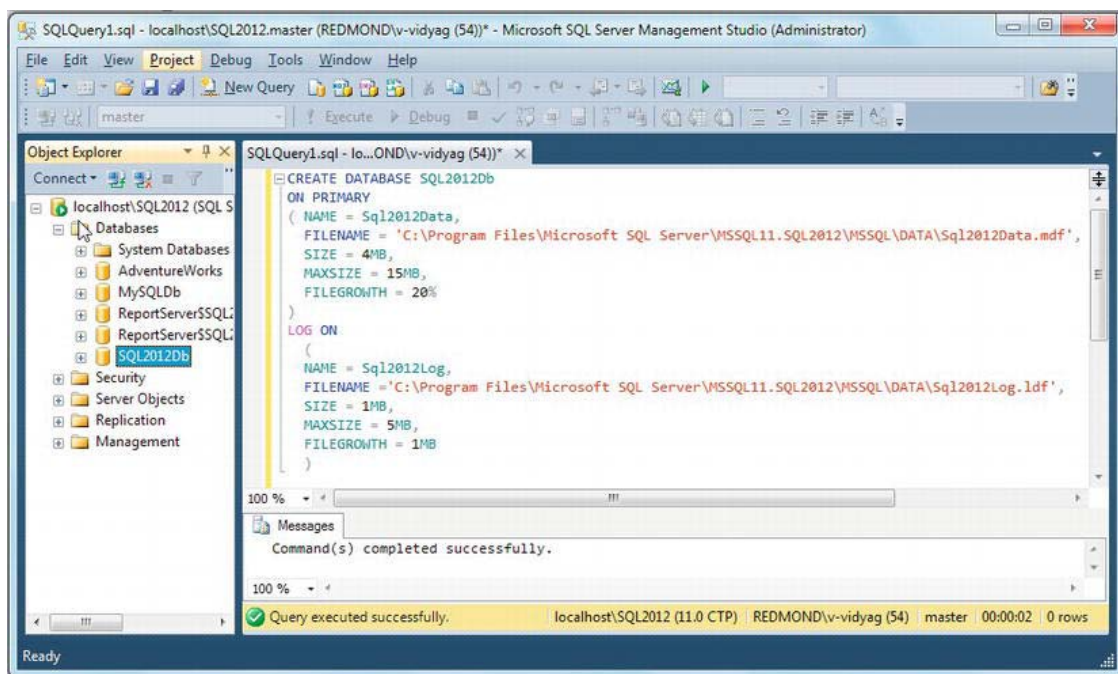 SQLQuery1.sql - localhost\SQL2012.master (REDMOND\v-vidyag (54))* - Microsoft SQL Server Management Studio (Administrator)
File Edit View Project Debug Tools Window Help
New Query
master Execute Debug
Object Explorer
Connect
localhost\SQL2012 (SQL S
Databases
System Databases
AdventureWorks
MySQLDb
ReportServer$SQL2
ReportServer$SQL2
SQL2012Db
Security
Server Objects
Replication
Management
SQLQuery1.sql - lo...OND\v-vidyag (54))*
CREATE DATABASE SQL2012Db
ON PRIMARY
( NAME = Sql2012Data,
FILENAME = 'C:\Program Files\Microsoft SQL Server\MSSQL11.SQL2012\MSSQL\DATA\Sql2012Data.mdf',
SIZE = 4MB,
MAXSIZE = 15MB,
FILEGROWTH = 20%
)
LOG ON
(
NAME = Sql2012Log,
FILENAME ='C:\Program Files\Microsoft SQL Server\MSSQL11.SQL2012\MSSQL\DATA\Sql2012Log.ldf',
SIZE = 1MB,
MAXSIZE = 5MB,
FILEGROWTH = 1MB
)
100 %
Messages
Command(s) completed successfully.
100 %
Query executed successfully. localhost\SQL2012 (11.0 CTP) REDMOND\v-vidyag (54) master 00:00:02 0 rows
Ready